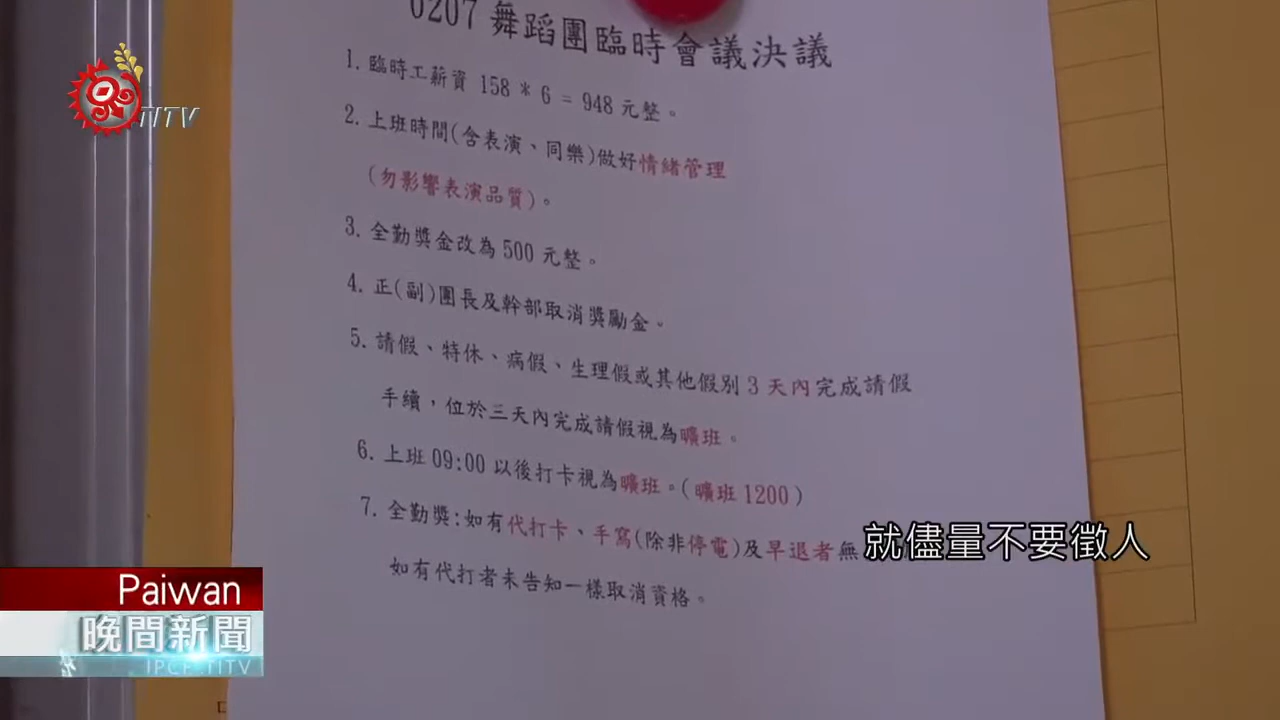 0207 舞蹈團臨時會議決議
1. 臨時工薪資 158 * 6 = 948 元整。
2. 上班時間(含表演、同樂)做好情緒管理
(勿影響表演品質)。
3. 全勤獎金改為 500 元整。
4. 正(副)團長及幹部取消獎勵金。
5. 請假、特休、病假、生理假或其他假別 3 天內完成請假
手續，位於三天內完成請假視為曠班。
6. 上班 09:00 以後打卡視為曠班。(曠班 1200)
7. 全勤獎:如有代打卡、手寫(除非停電)及早退者無
如有代打者未告知一樣取消資格。
就儘量不要徵人
TITV
Paiwan
晚間新聞
IPCF-TITV